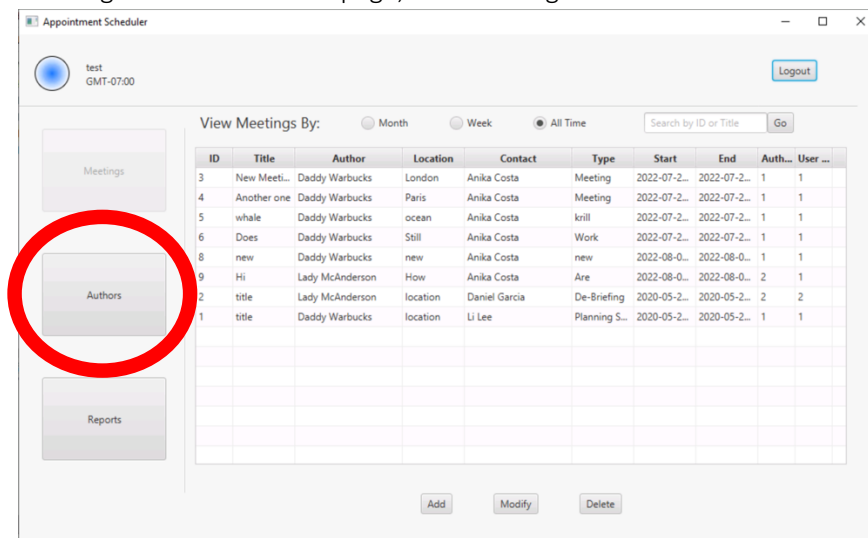 Appointment Scheduler
test
GMT-07:00
Logout
View Meetings By: Month Week All Time Search by ID or Title Go
Meetings
Authors
Reports
ID Title Author Location Contact Type Start End Auth... User ...
3 New Meeti... Daddy Warbucks London Anika Costa Meeting 2022-07-2... 2022-07-2... 1 1
4 Another one Daddy Warbucks Paris Anika Costa Meeting 2022-07-2... 2022-07-2... 1 1
5 whale Daddy Warbucks ocean Anika Costa krill 2022-07-2... 2022-07-2... 1 1
6 Does Daddy Warbucks Still Anika Costa Work 2022-07-2... 2022-07-2... 1 1
8 new Daddy Warbucks new Anika Costa new 2022-08-0... 2022-08-0... 1 1
9 Hi Lady McAnderson How Anika Costa Are 2022-08-0... 2022-08-0... 2 1
2 title Lady McAnderson location Daniel Garcia De-Briefing 2020-05-2... 2020-05-2... 2 2
1 title Daddy Warbucks location Li Lee Planning S... 2020-05-2... 2020-05-2... 1 1
Add Modify Delete